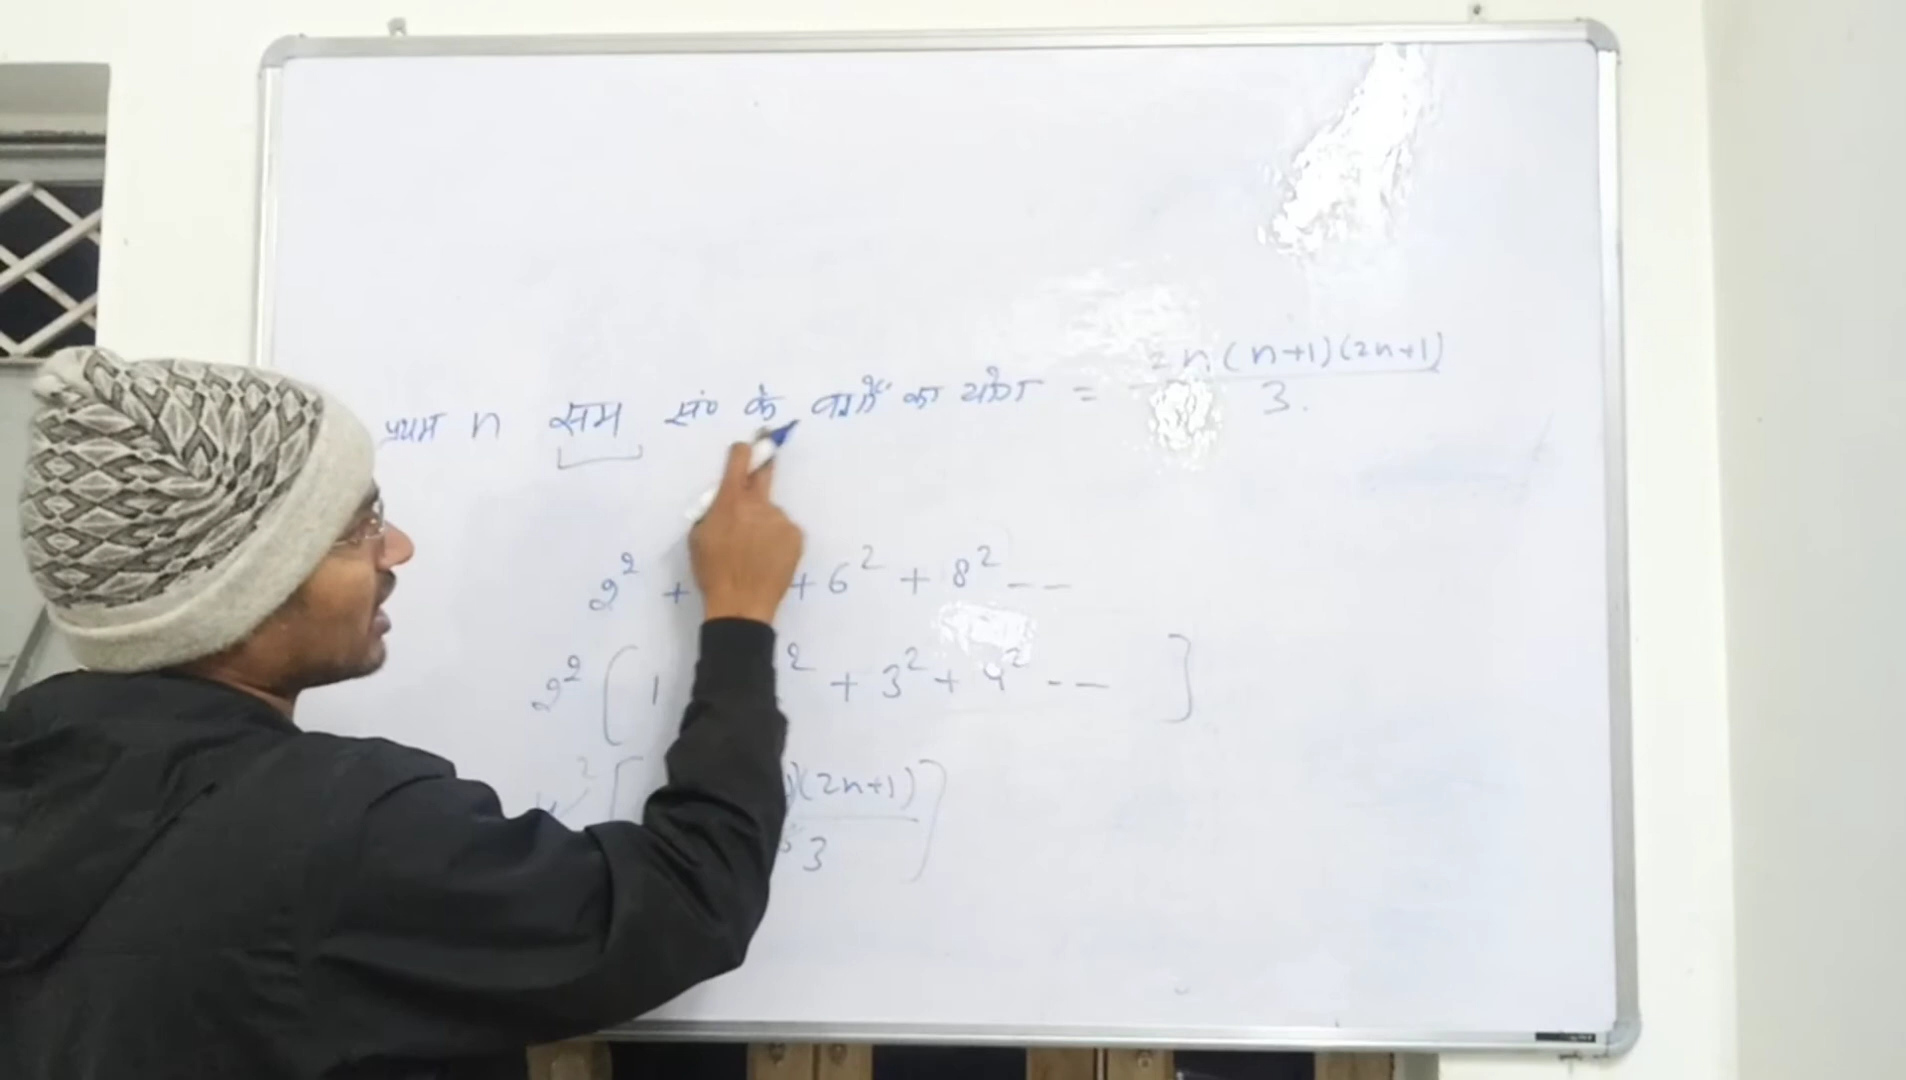 प्रथम n सम सं० के वर्गों का योग = 2n(n+1)(2n+1)/3.
2² + + 6² + 8² --
2² [1 ² + 3² + 4² -- ]
² [ )(2n+1)/3]